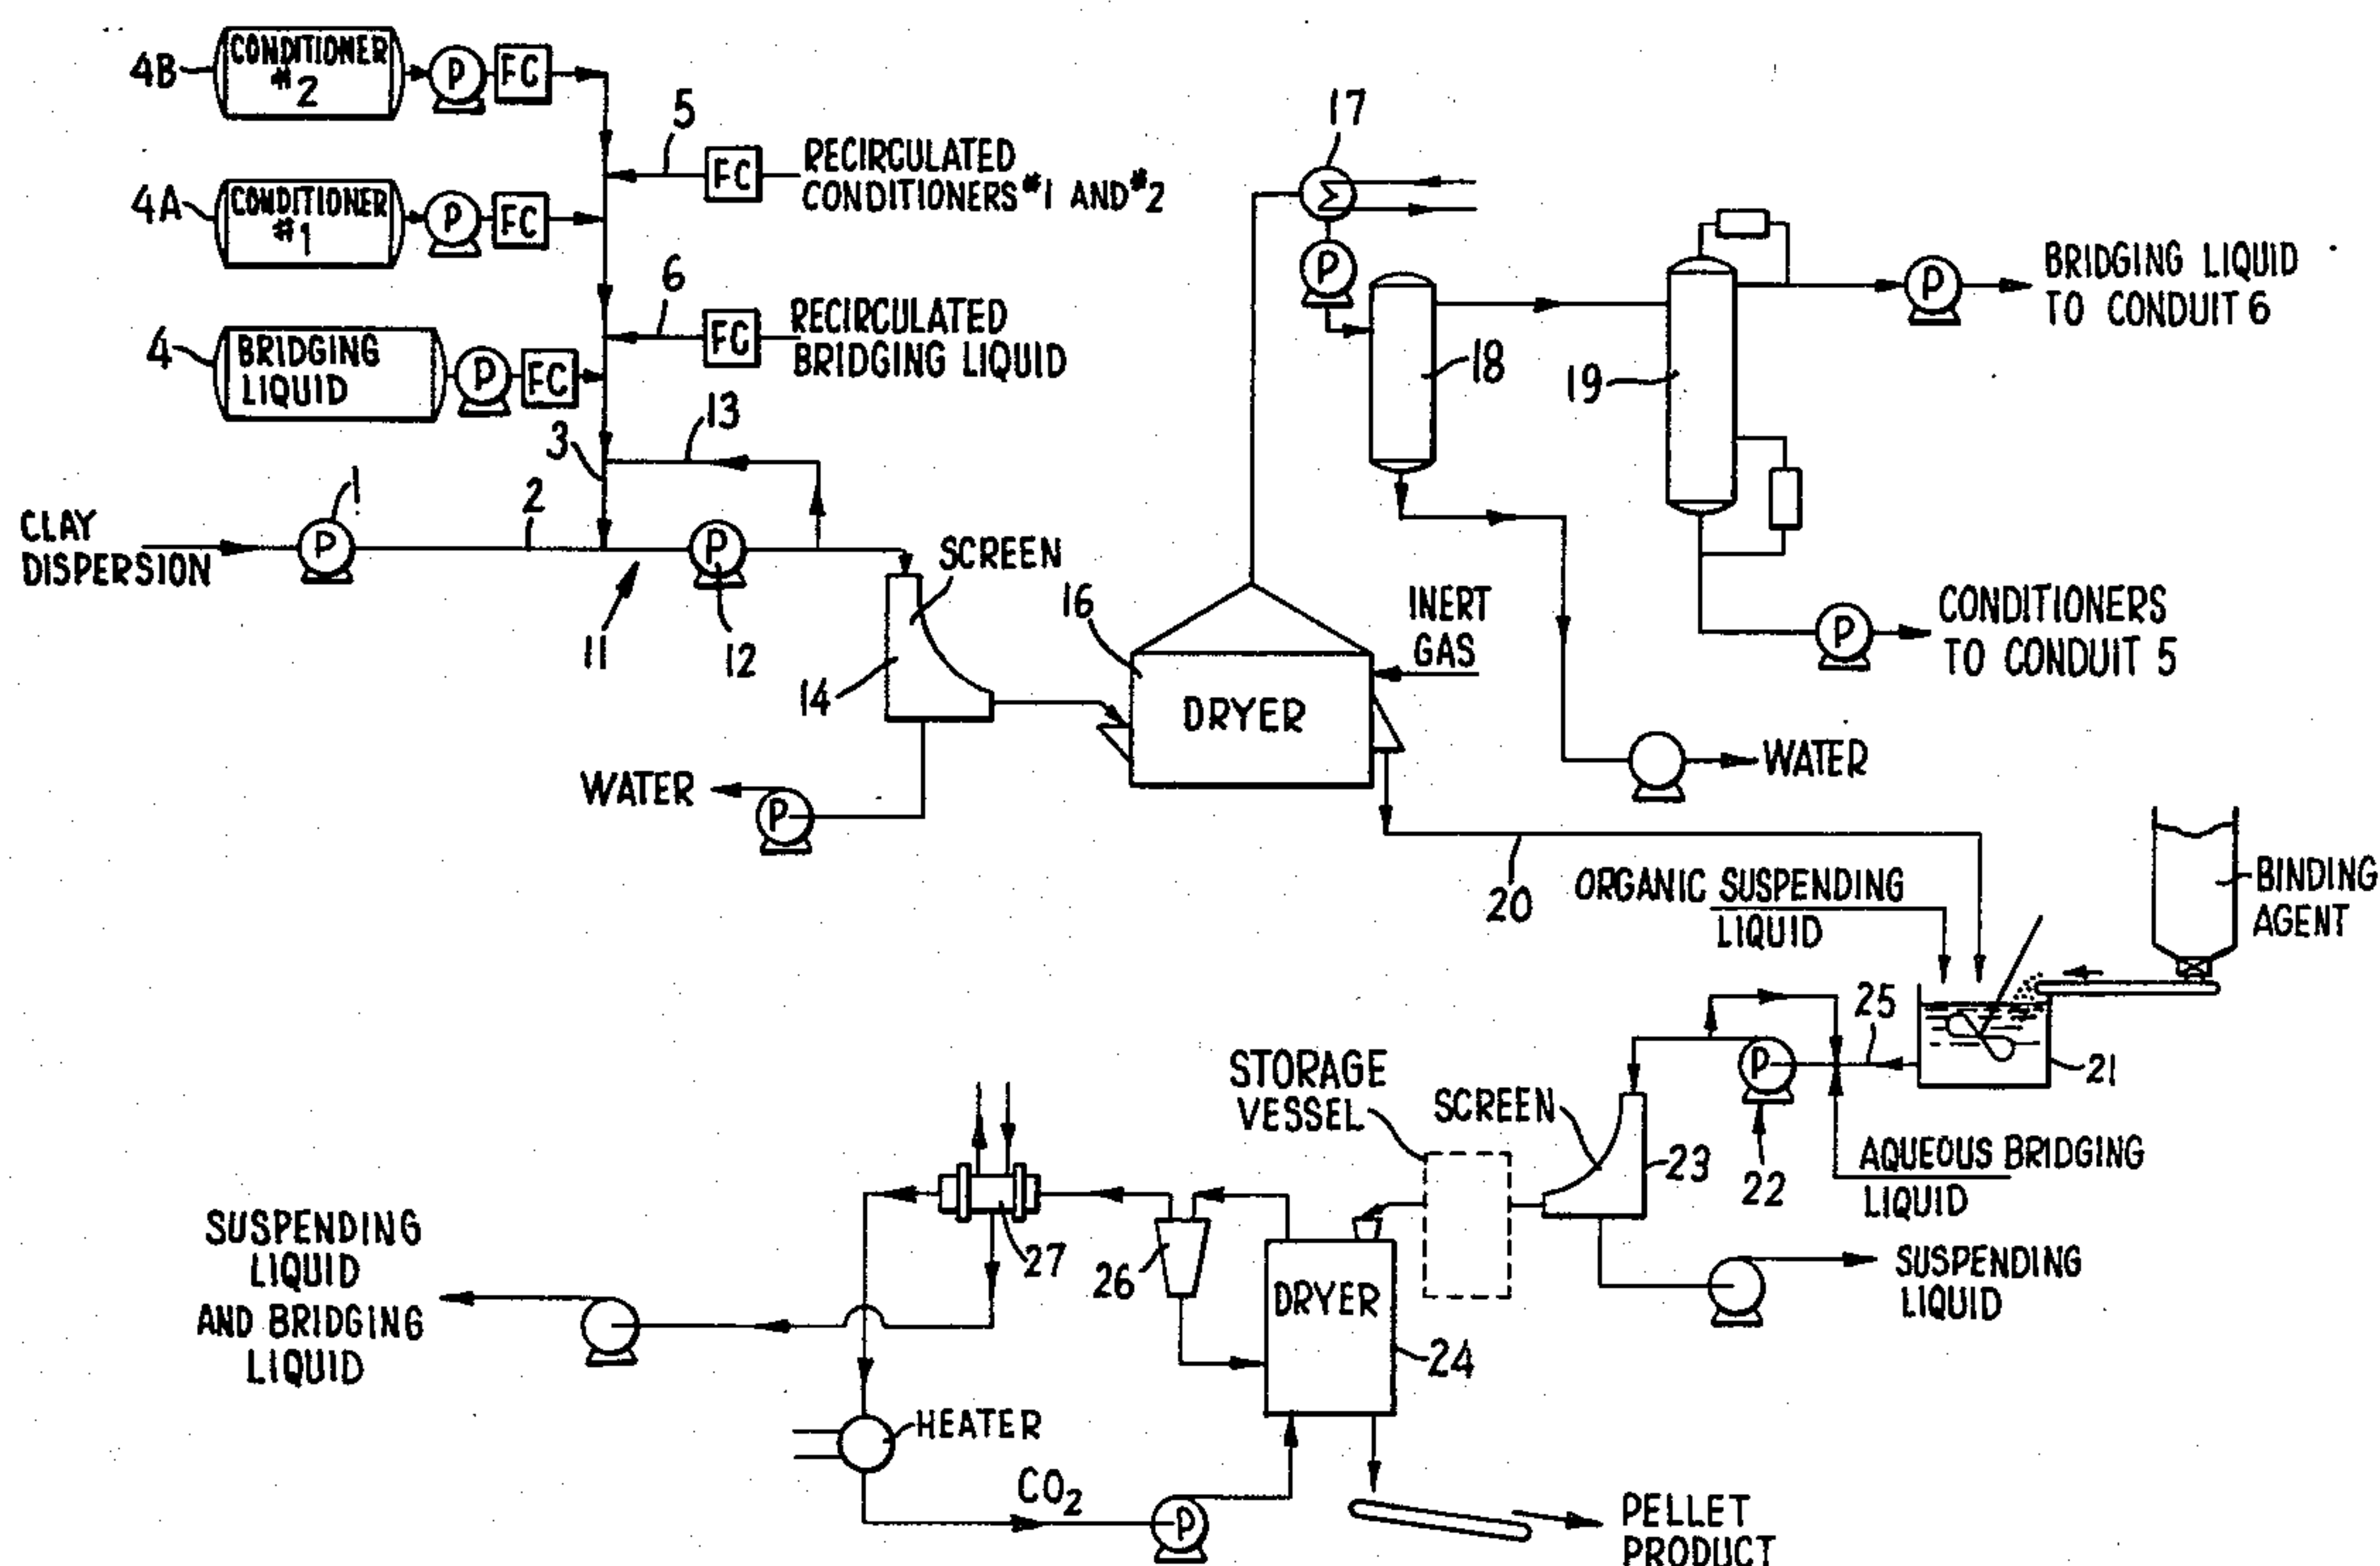 4B
CONDITIONER
#2
P
FC
5
FC
RECIRCULATED
CONDITIONERS #1 AND #2
4A
CONDITIONER
#1
P
FC
6
FC
RECIRCULATED
BRIDGING LIQUID
4
BRIDGING
LIQUID
P
FC
13
3
CLAY
DISPERSION
1
P
2
11
P
12
SCREEN
14
WATER
P
17
Σ
P
18
19
P
BRIDGING LIQUID
TO CONDUIT 6
P
CONDITIONERS
TO CONDUIT 5
16
DRYER
INERT
GAS
WATER
20
ORGANIC SUSPENDING
LIQUID
BINDING
AGENT
21
25
P
22
AQUEOUS BRIDGING
LIQUID
SCREEN
23
SUSPENDING
LIQUID
STORAGE
VESSEL
DRYER
24
26
27
SUSPENDING
LIQUID
AND BRIDGING
LIQUID
HEATER
CO2
P
PELLET
PRODUCT